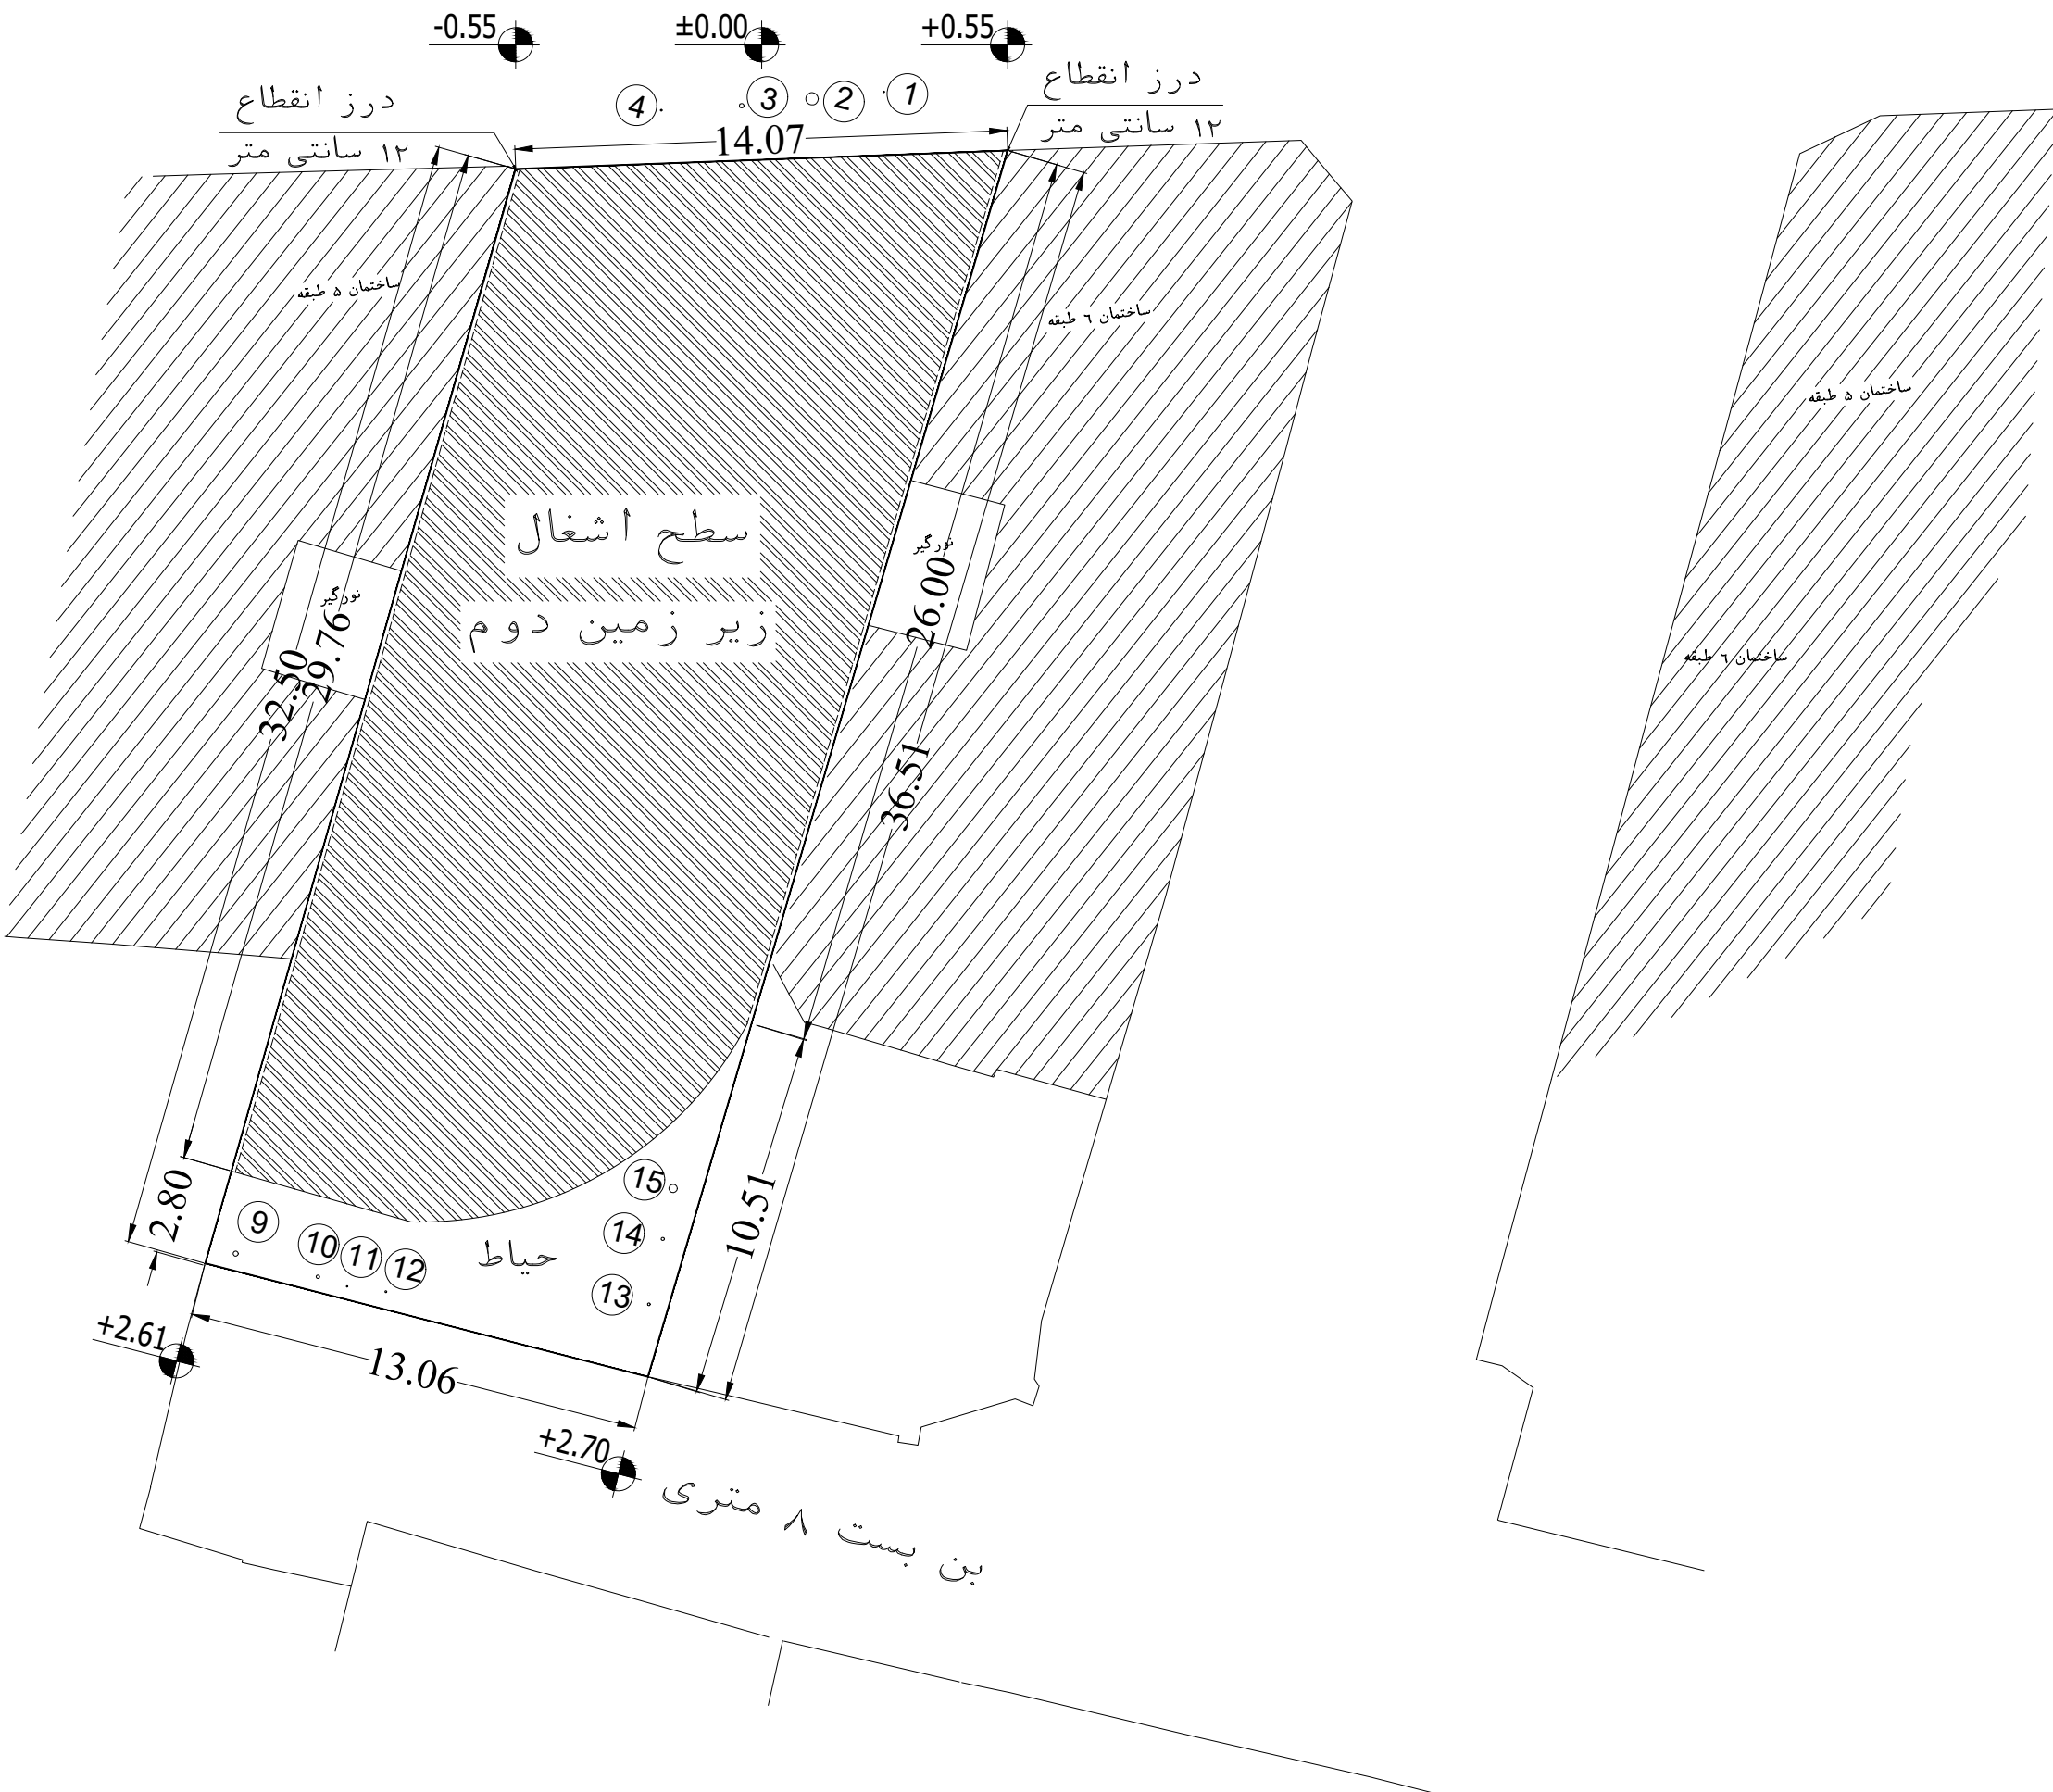 -0.55
±0.00
+0.55
درز انقطاع
۱۲ سانتی متر
درز انقطاع
۱۲ سانتی متر
4
3
2
1
14.07
ساختمان ۵ طبقه
ساختمان ٦ طبقه
ساختمان ۵ طبقه
ساختمان ٦ طبقه
سطح اشغال
زیر زمین دوم
نورگیر
نورگیر
32.50
29.76
26.00
36.51
2.80
10.51
15
14
13
9
10
11
12
حیاط
+2.61
13.06
+2.70
بن بست ۸ متری